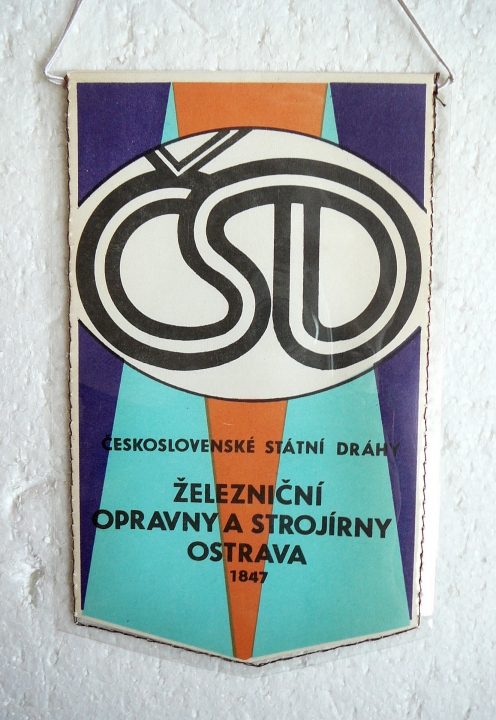 ČSD
ČESKOSLOVENSKÉ STÁTNÍ DRÁHY
ŽELEZNIČNÍ
OPRAVNY A STROJÍRNY
OSTRAVA
1847